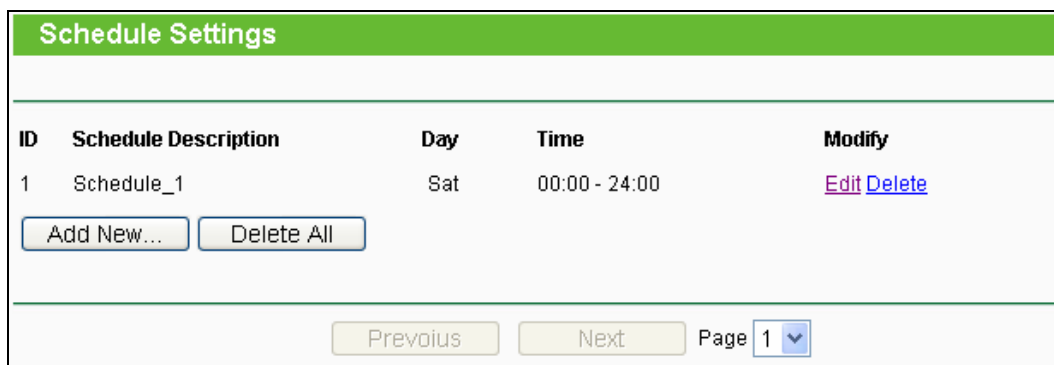 Schedule Settings
ID Schedule Description Day Time Modify
1 Schedule_1 Sat 00:00 - 24:00 Edit Delete
Add New... Delete All
Prevoius Next Page 1